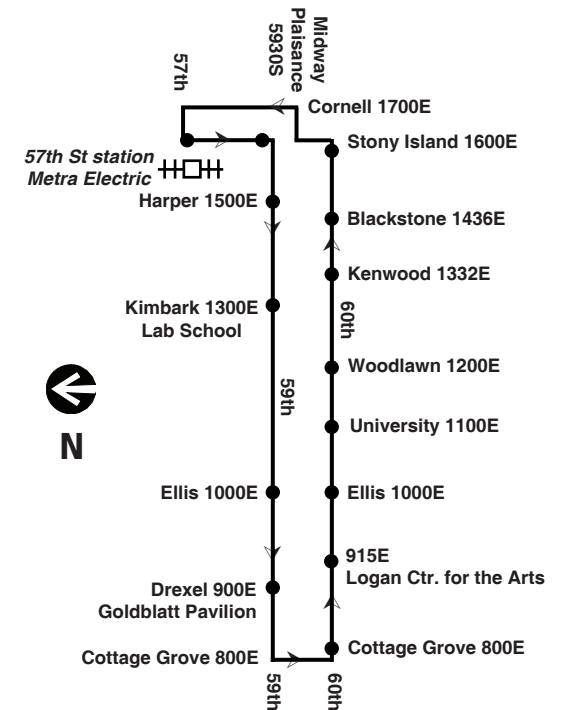 57th
Midway
Plaisance
5930S
Cornell 1700E
Stony Island 1600E
57th St station
Metra Electric
Harper 1500E
Blackstone 1436E
Kenwood 1332E
Kimbark 1300E
Lab School
60th
Woodlawn 1200E
59th
University 1100E
N
Ellis 1000E
Ellis 1000E
915E
Logan Ctr. for the Arts
Drexel 900E
Goldblatt Pavilion
Cottage Grove 800E
Cottage Grove 800E
59th
60th